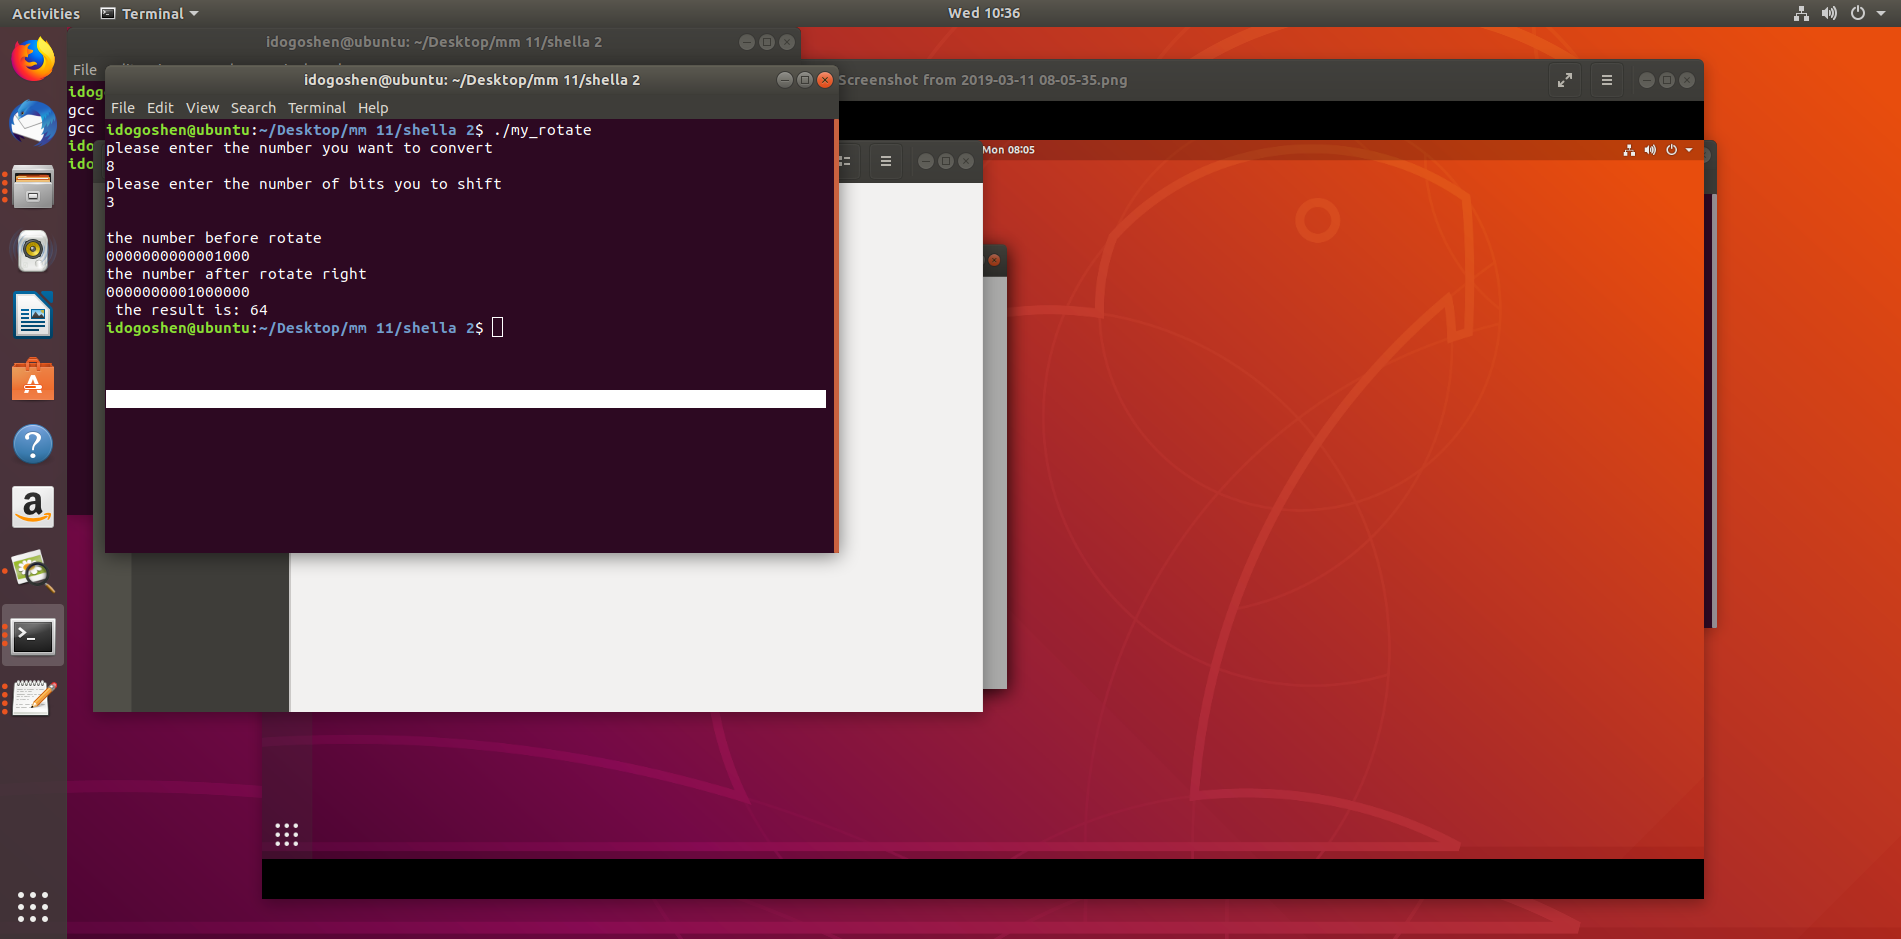 Activities Terminal Wed 10:36
idogoshen@ubuntu: ~/Desktop/mm 11/shella 2
File
idog
gcc
gcc
ido
ido
Screenshot from 2019-03-11 08-05-35.png
Mon 08:05
idogoshen@ubuntu: ~/Desktop/mm 11/shella 2
File Edit View Search Terminal Help
idogoshen@ubuntu:~/Desktop/mm 11/shella 2$ ./my_rotate
please enter the number you want to convert
8
please enter the number of bits you to shift
3
the number before rotate
0000000000001000
the number after rotate right
0000000001000000
 the result is: 64
idogoshen@ubuntu:~/Desktop/mm 11/shella 2$